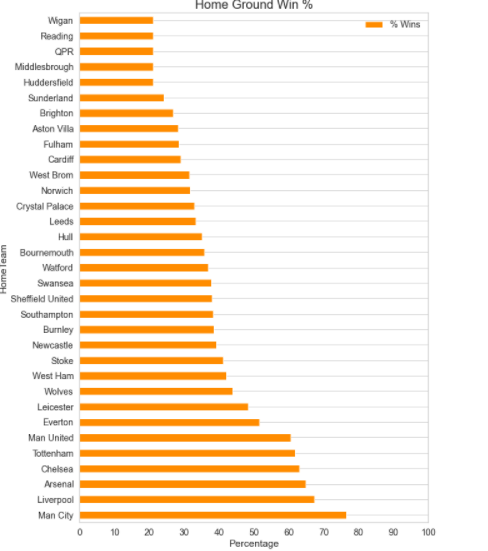 Home Ground Win %
% Wins
HomeTeam
Wigan
Reading
QPR
Middlesbrough
Huddersfield
Sunderland
Brighton
Aston Villa
Fulham
Cardiff
West Brom
Norwich
Crystal Palace
Leeds
Hull
Bournemouth
Watford
Swansea
Sheffield United
Southampton
Burnley
Newcastle
Stoke
West Ham
Wolves
Leicester
Everton
Man United
Tottenham
Chelsea
Arsenal
Liverpool
Man City
0 10 20 30 40 50 60 70 80 90 100
Percentage